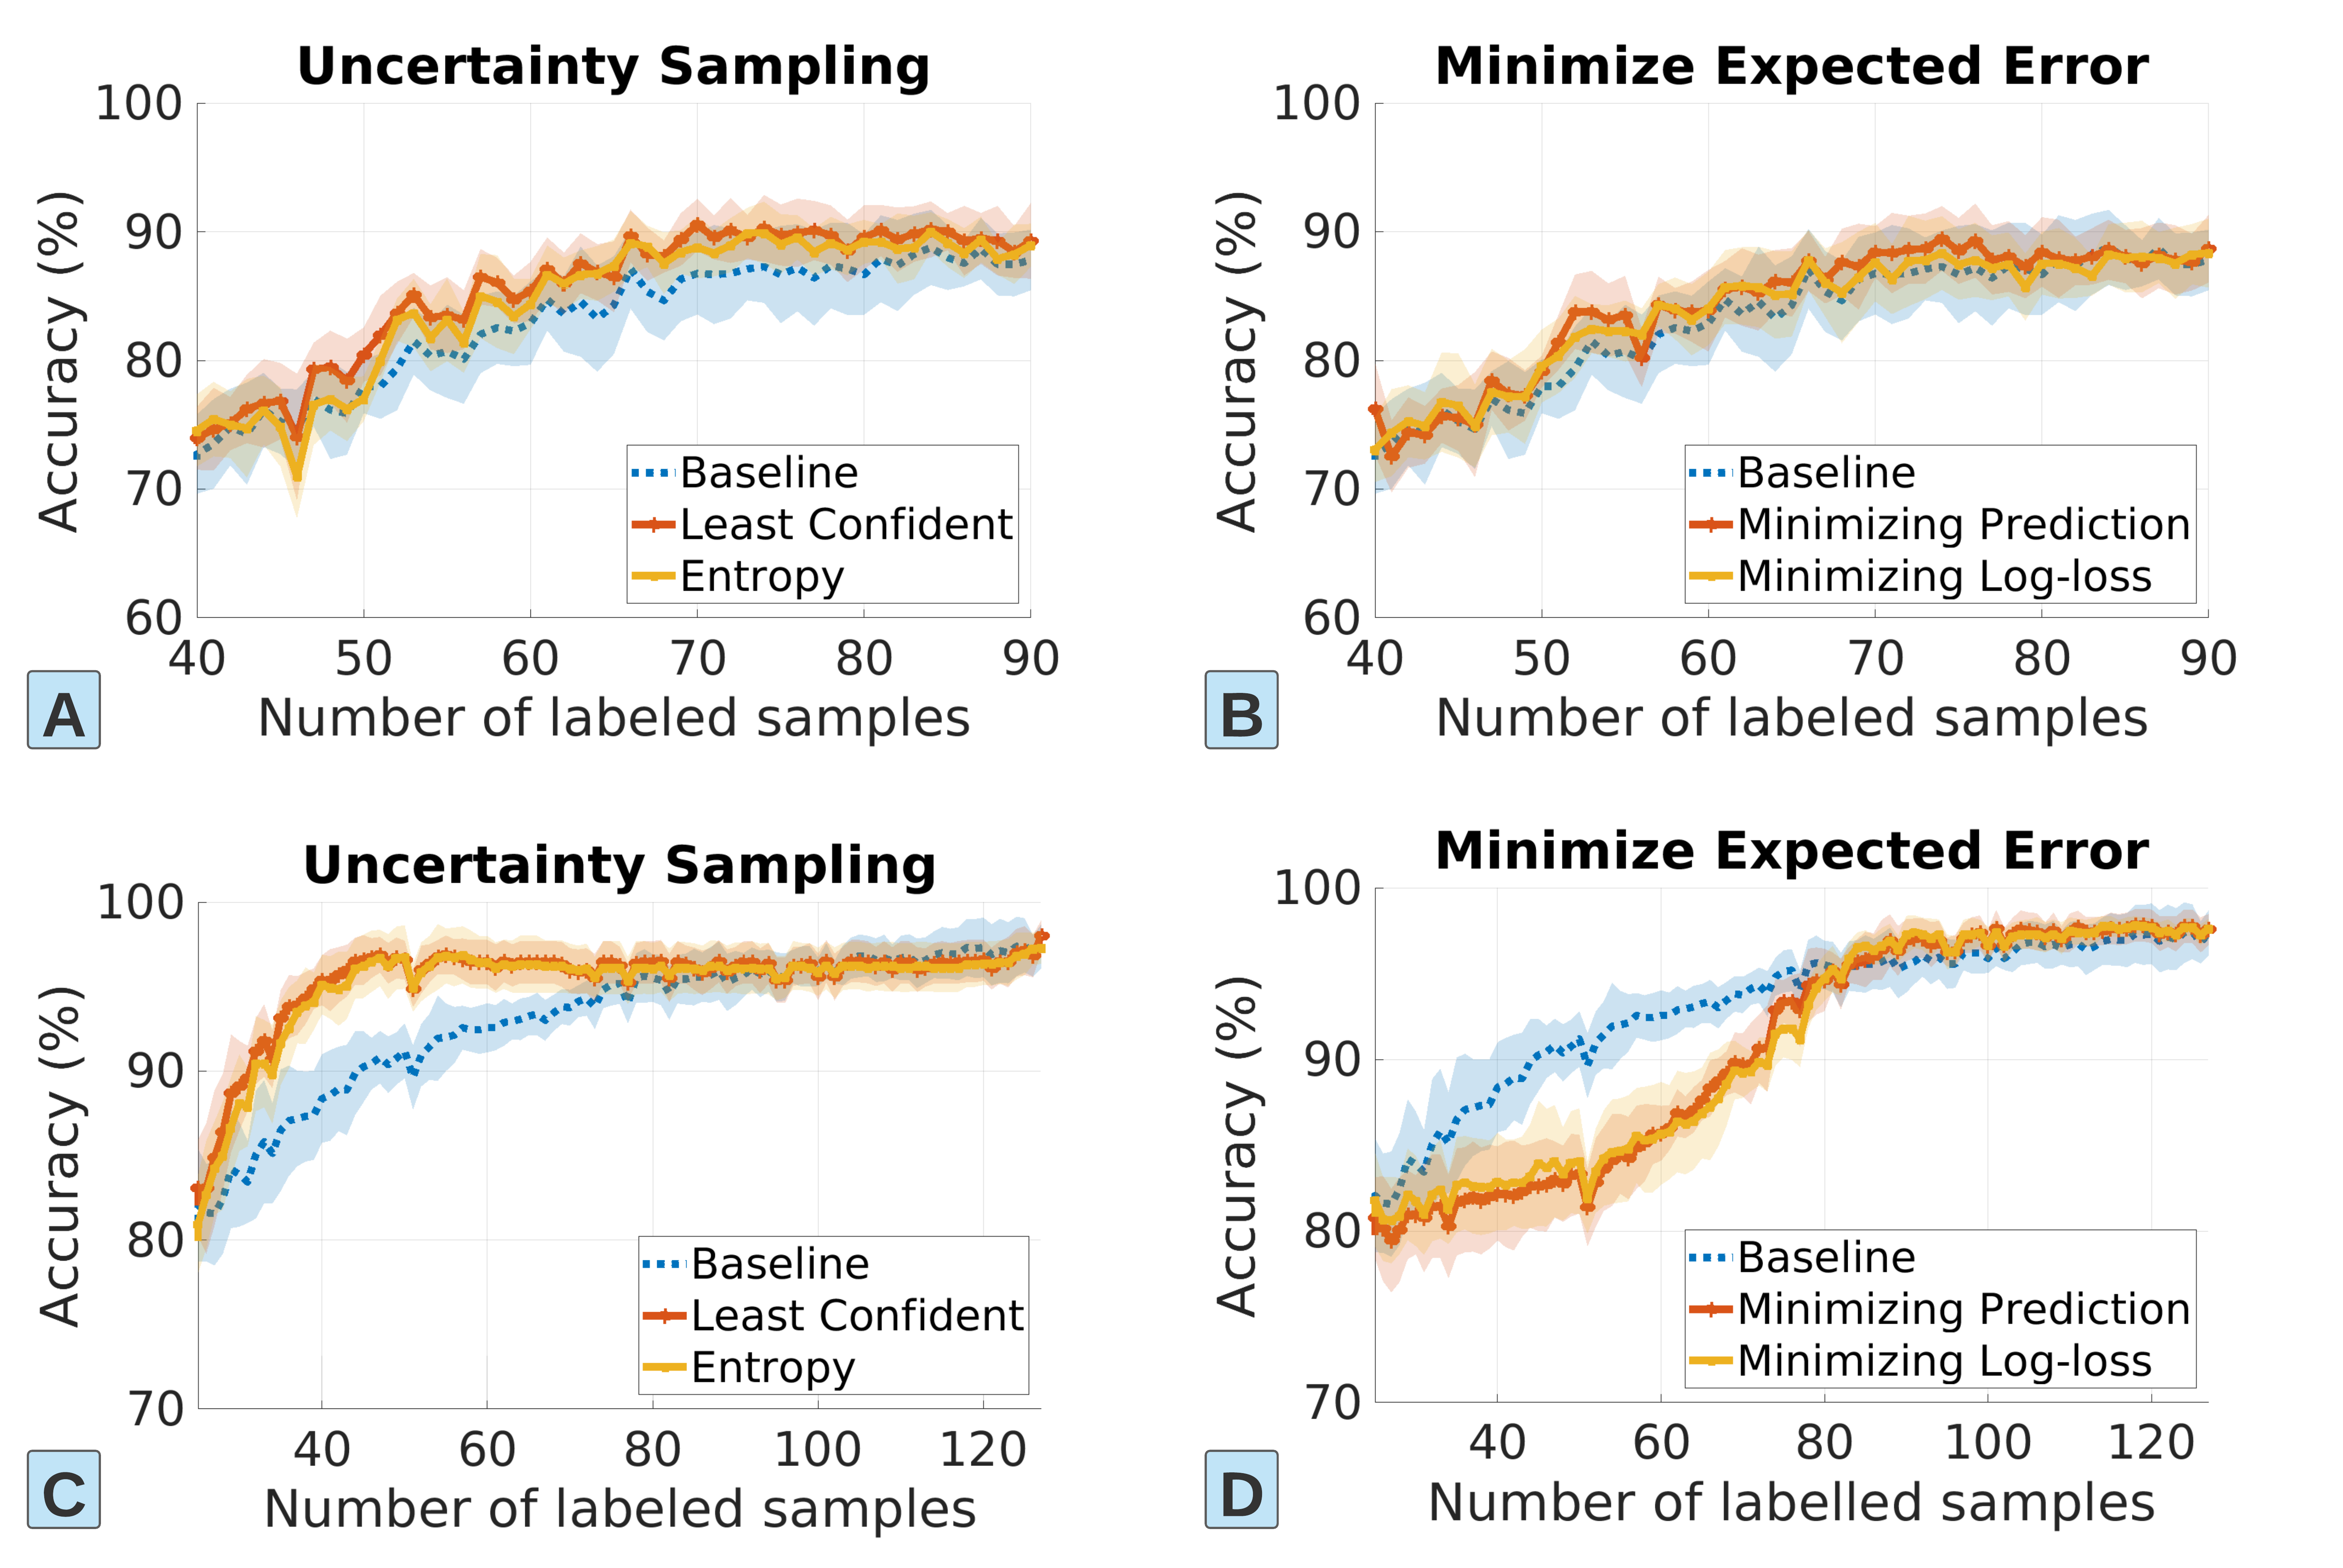 Uncertainty Sampling
100
90
80
70
60
40 50 60 70 80 90
Accuracy (%)
Number of labeled samples
Baseline
Least Confident
Entropy
A
Minimize Expected Error
100
90
80
70
60
40 50 60 70 80 90
Accuracy (%)
Number of labeled samples
Baseline
Minimizing Prediction
Minimizing Log-loss
B
Uncertainty Sampling
100
90
80
70
40 60 80 100 120
Accuracy (%)
Number of labeled samples
Baseline
Least Confident
Entropy
C
Minimize Expected Error
100
90
80
70
40 60 80 100 120
Accuracy (%)
Number of labelled samples
Baseline
Minimizing Prediction
Minimizing Log-loss
D